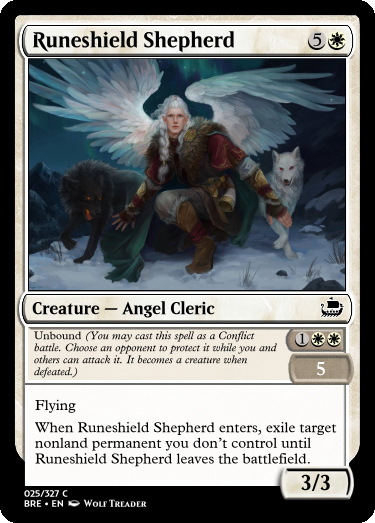 Runeshield Shepherd 5
Creature — Angel Cleric
Unbound (You may cast this spell as a Conflict
battle. Choose an opponent to protect it while you and
others can attack it. It becomes a creature when
defeated.)
1
5
Flying
When Runeshield Shepherd enters, exile target
nonland permanent you don't control until
Runeshield Shepherd leaves the battlefield.
3/3
025/327 C
BRE • EN Wolf Treader